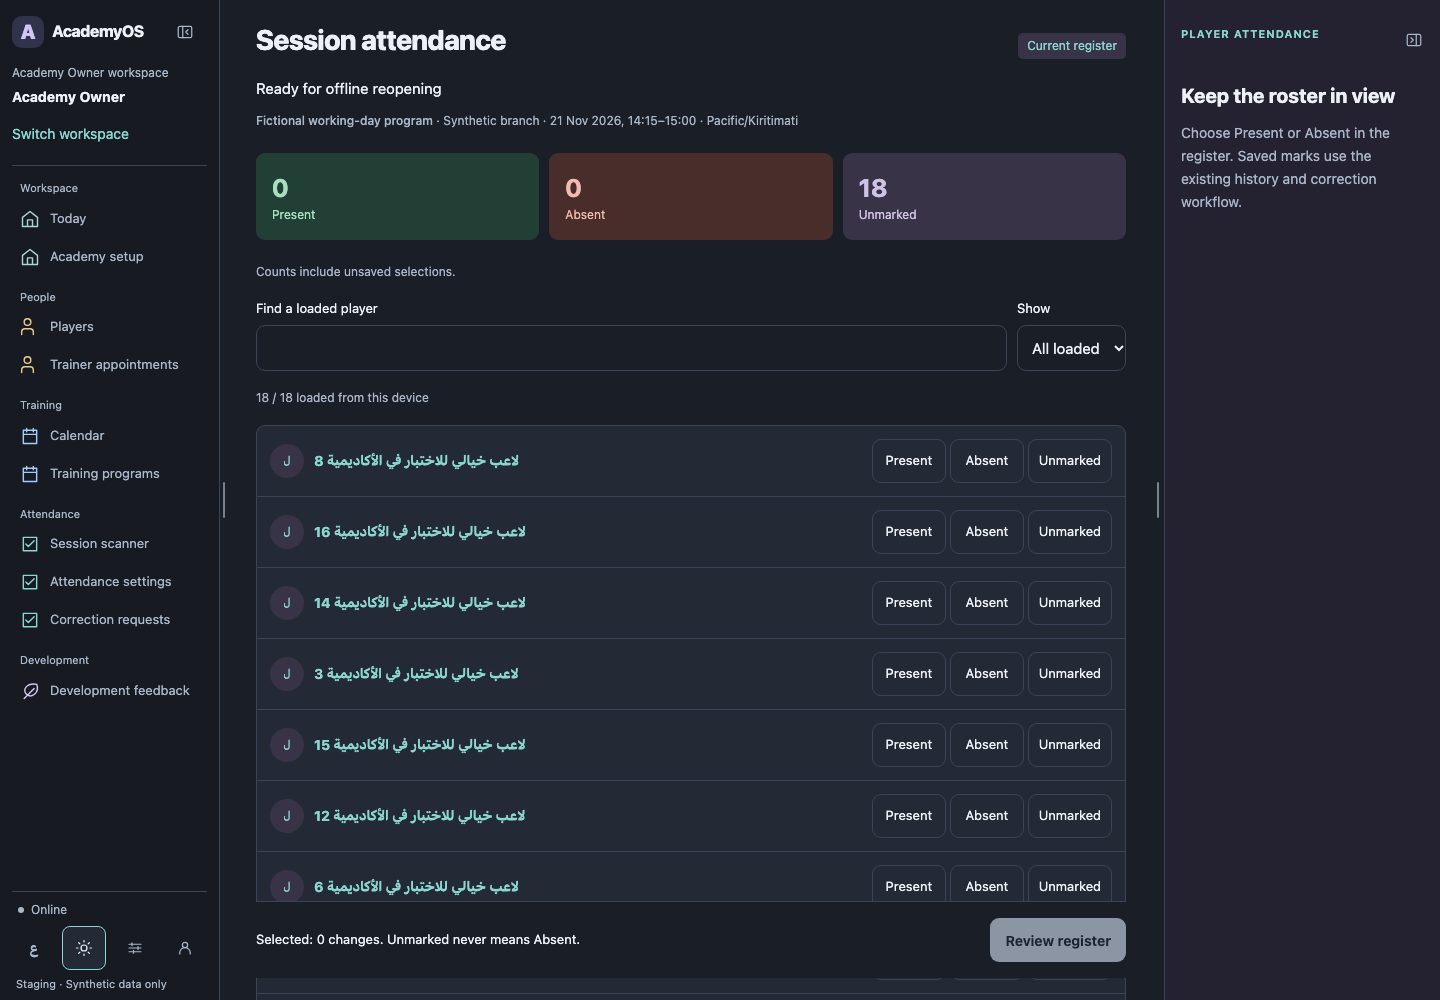 A AcademyOS
Academy Owner workspace
Academy Owner
Switch workspace
Workspace
Today
Academy setup
People
Players
Trainer appointments
Training
Calendar
Training programs
Attendance
Session scanner
Attendance settings
Correction requests
Development
Development feedback
Online
ع
Staging · Synthetic data only
Session attendance
Current register
Ready for offline reopening
Fictional working-day program · Synthetic branch · 21 Nov 2026, 14:15–15:00 · Pacific/Kiritimati
0
Present
0
Absent
18
Unmarked
Counts include unsaved selections.
Find a loaded player
Show
All loaded
18 / 18 loaded from this device
ل لاعب خيالي للاختبار في الأكاديمية 8 Present Absent Unmarked
ل لاعب خيالي للاختبار في الأكاديمية 16 Present Absent Unmarked
ل لاعب خيالي للاختبار في الأكاديمية 14 Present Absent Unmarked
ل لاعب خيالي للاختبار في الأكاديمية 3 Present Absent Unmarked
ل لاعب خيالي للاختبار في الأكاديمية 15 Present Absent Unmarked
ل لاعب خيالي للاختبار في الأكاديمية 12 Present Absent Unmarked
ل لاعب خيالي للاختبار في الأكاديمية 6 Present Absent Unmarked
Selected: 0 changes. Unmarked never means Absent.
Review register
PLAYER ATTENDANCE
Keep the roster in view
Choose Present or Absent in the
register. Saved marks use the
existing history and correction
workflow.